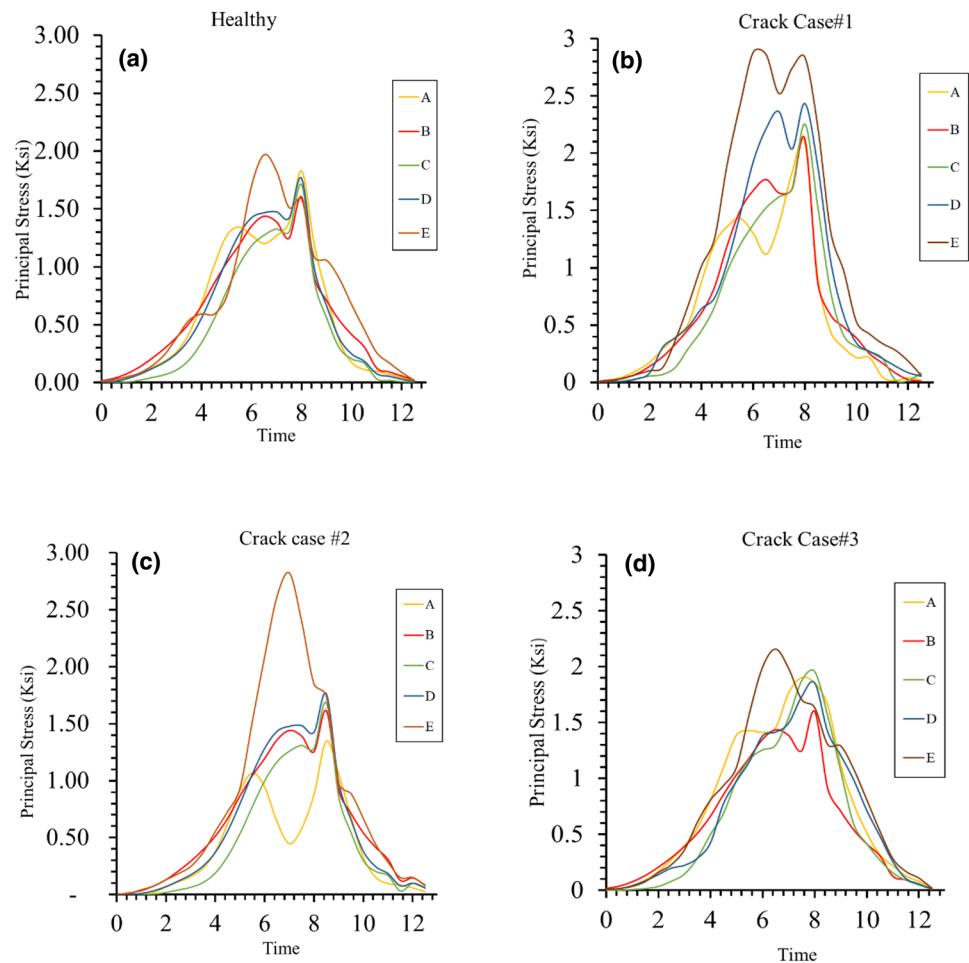 Healthy
(a)
Principal Stress (Ksi)
3.00
2.50
2.00
1.50
1.00
0.50
0.00
0 2 4 6 8 10 12
Time
A
B
C
D
E
Crack Case#1
(b)
Principal Stress (Ksi)
3
2.5
2
1.5
1
0.5
0
0 2 4 6 8 10 12
Time
A
B
C
D
E
Crack case #2
(c)
Principal Stress (Ksi)
3.00
2.50
2.00
1.50
1.00
0.50
-
0 2 4 6 8 10 12
Time
A
B
C
D
E
Crack Case#3
(d)
Principal Stress (Ksi)
3
2.5
2
1.5
1
0.5
0
0 2 4 6 8 10 12
Time
A
B
C
D
E